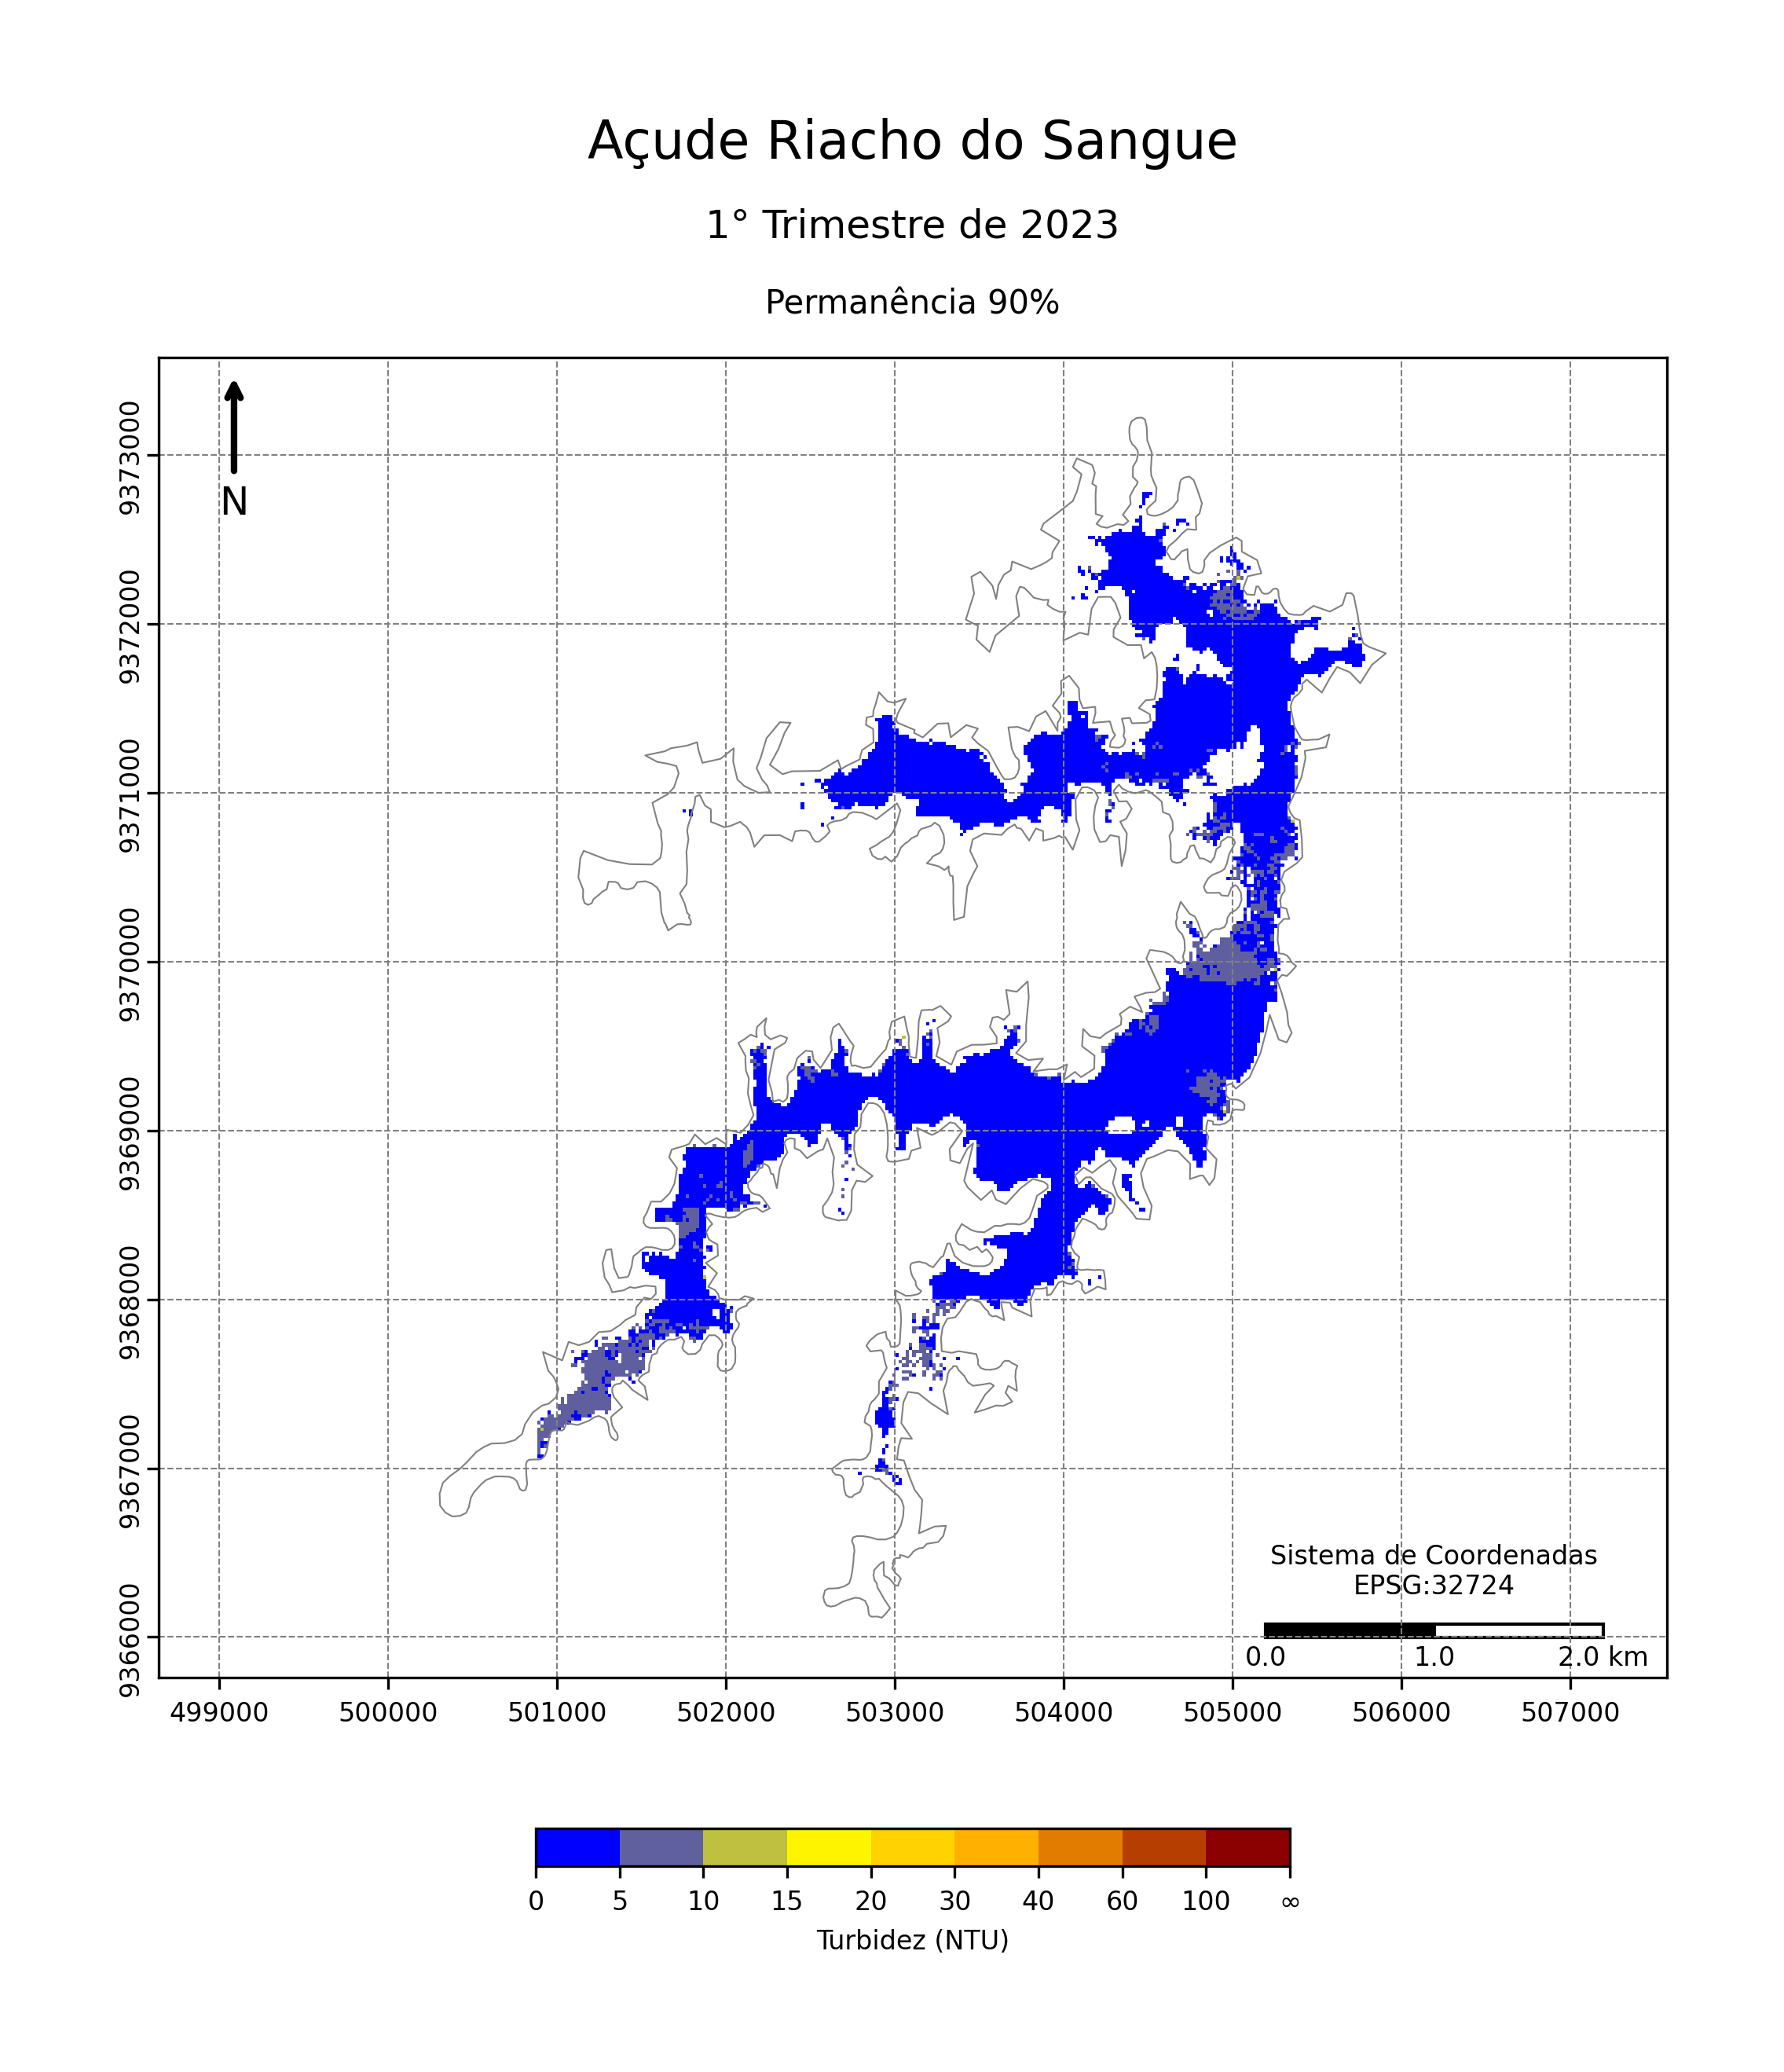 Açude Riacho do Sangue
1° Trimestre de 2023
Permanência 90%
N
9373000
9372000
9371000
9370000
9369000
9368000
9367000
9366000
Sistema de Coordenadas
EPSG:32724
0.0 1.0 2.0 km
499000 500000 501000 502000 503000 504000 505000 506000 507000
0 5 10 15 20 30 40 60 100 ∞
Turbidez (NTU)